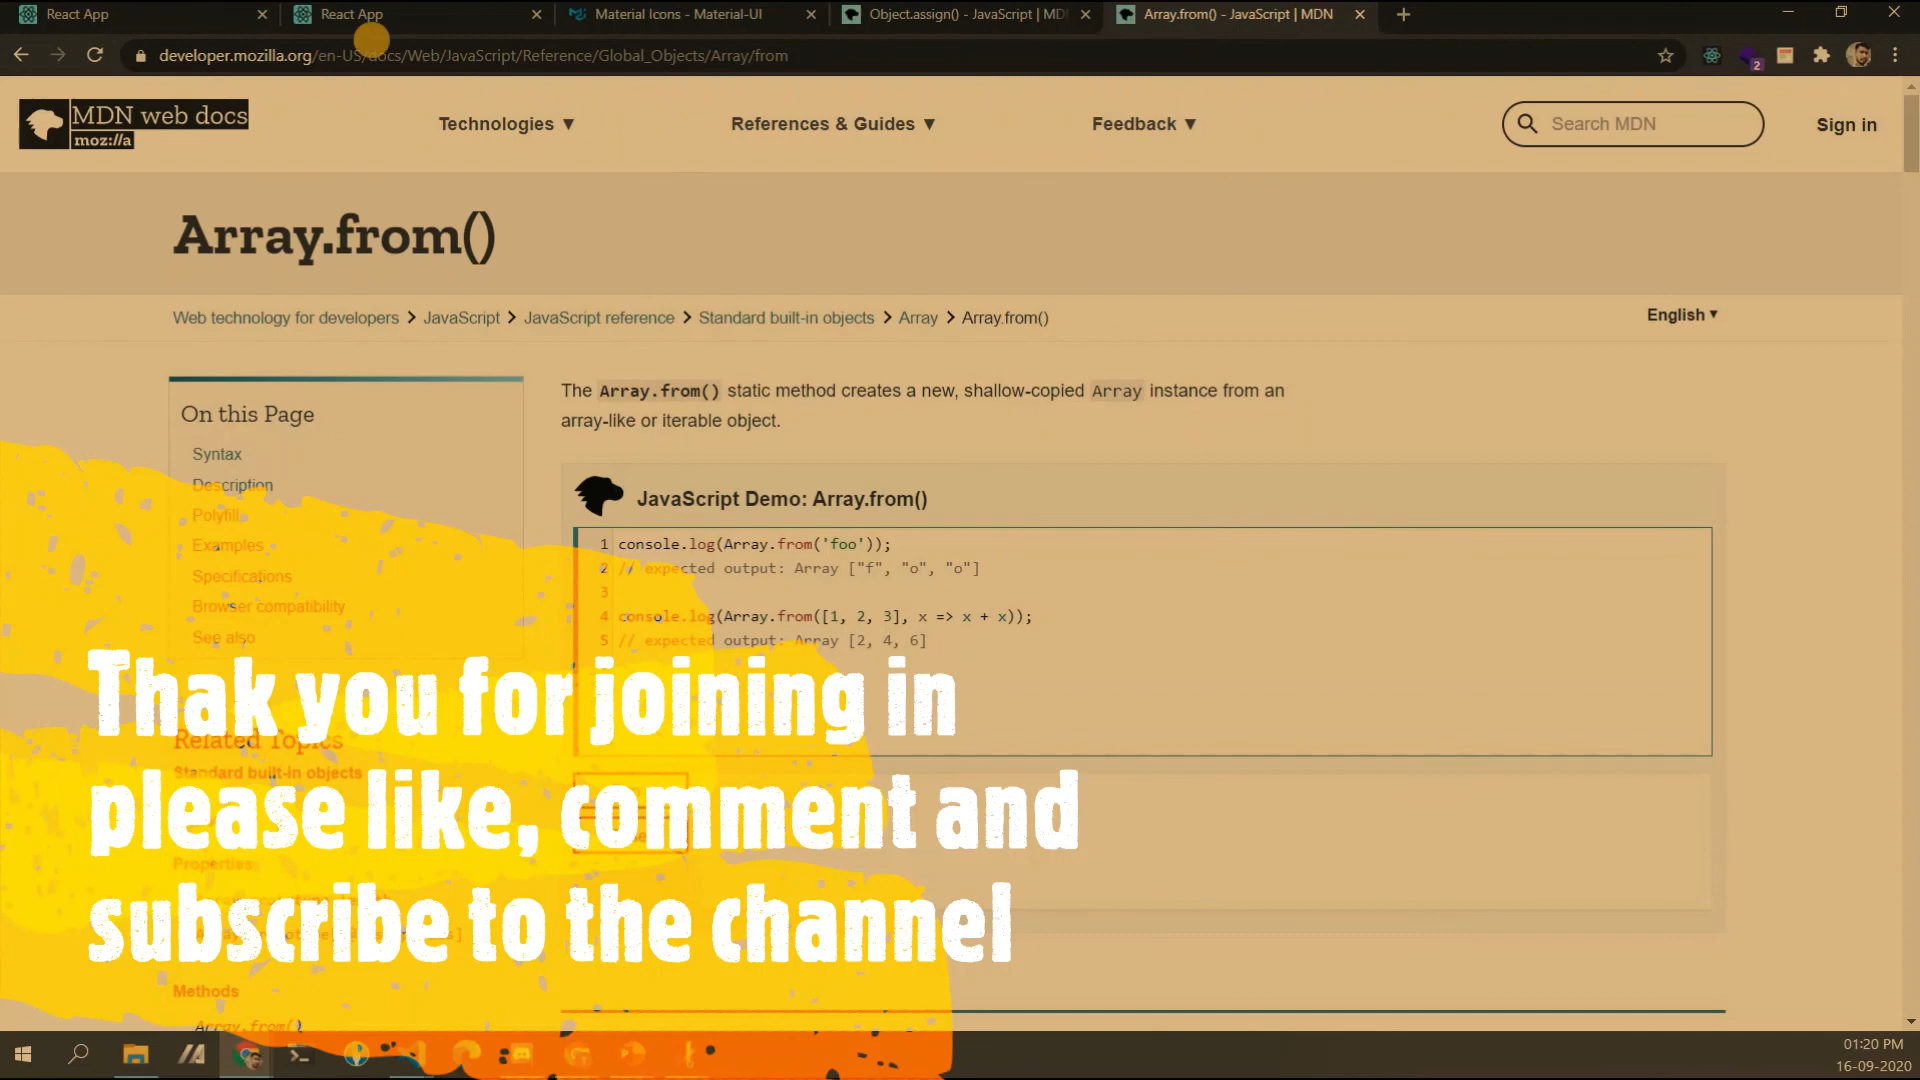 React App
React App
Material Icons - Material-UI
Object.assign() - JavaScript | MD
Array.from() - JavaScript | MDN
developer.mozilla.org/en-US/docs/Web/JavaScript/Reference/Global_Objects/Array/from
2
MDN web docs
moz://a
Technologies ▼
References & Guides ▼
Feedback ▼
Search MDN
Sign in
Array.from()
Web technology for developers > JavaScript > JavaScript reference > Standard built-in objects > Array > Array.from()
English ▼
On this Page
Syntax
Description
Polyfill
Examples
Specifications
Browser compatibility
See also
The Array.from() static method creates a new, shallow-copied Array instance from an
array-like or iterable object.
JavaScript Demo: Array.from()
1 console.log(Array.from('foo'));
2 // expected output: Array ["f", "o", "o"]
3
4 console.log(Array.from([1, 2, 3], x => x + x));
5 // expected output: Array [2, 4, 6]
Thak you for joining in
please like, comment and
subscribe to the channel
Related Topics
Standard built-in objects
Properties
Methods
Array.from()
01:20 PM
16-09-2020